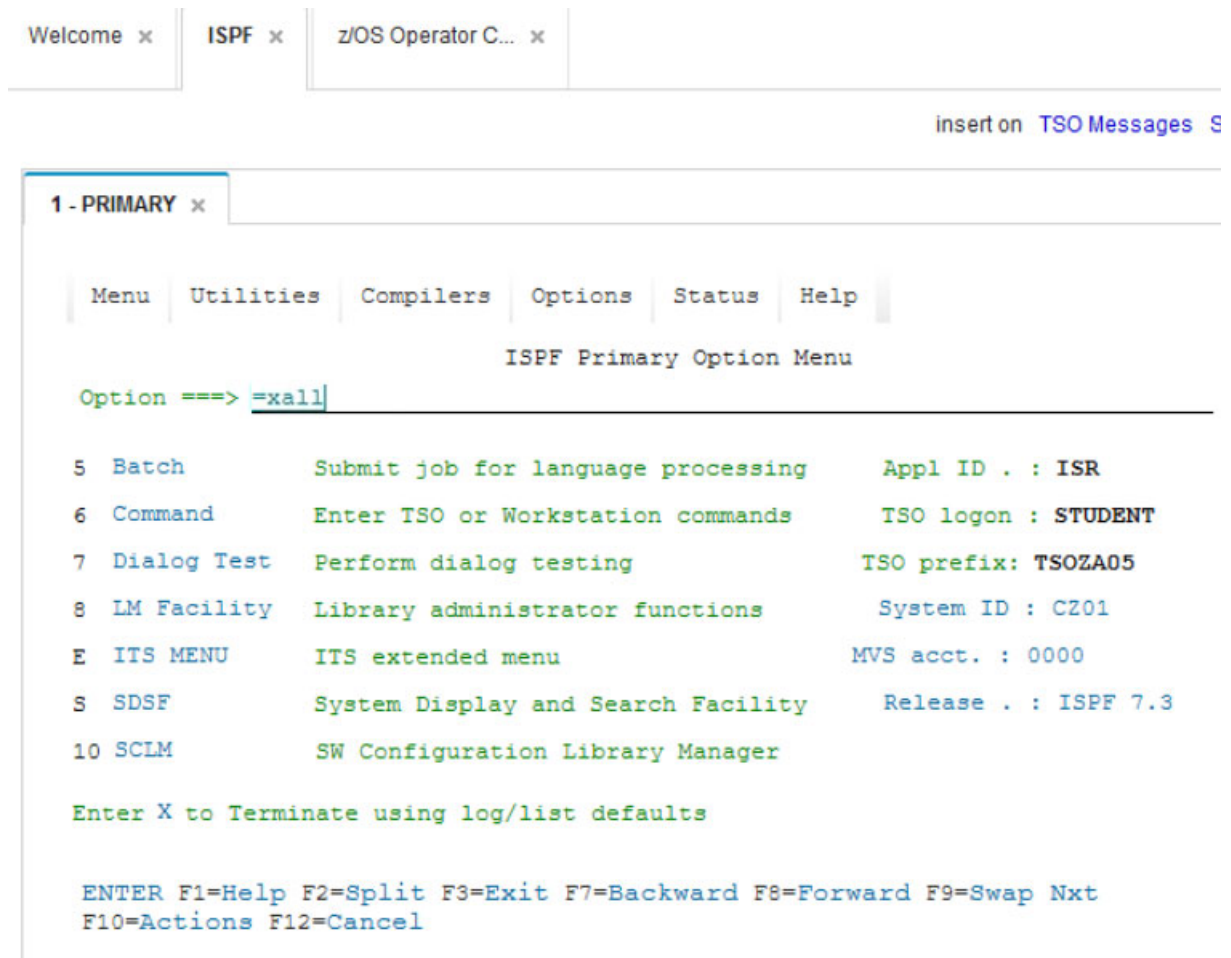 Welcome × ISPF × z/OS Operator C... ×
insert on TSO Messages S
1 - PRIMARY ×
Menu Utilities Compilers Options Status Help
ISPF Primary Option Menu
Option ===> =xall
5 Batch Submit job for language processing Appl ID . : ISR
6 Command Enter TSO or Workstation commands TSO logon : STUDENT
7 Dialog Test Perform dialog testing TSO prefix: TSOZA05
8 LM Facility Library administrator functions System ID : CZ01
E ITS MENU ITS extended menu MVS acct. : 0000
S SDSF System Display and Search Facility Release . : ISPF 7.3
10 SCLM SW Configuration Library Manager
Enter X to Terminate using log/list defaults
ENTER F1=Help F2=Split F3=Exit F7=Backward F8=Forward F9=Swap Nxt
F10=Actions F12=Cancel